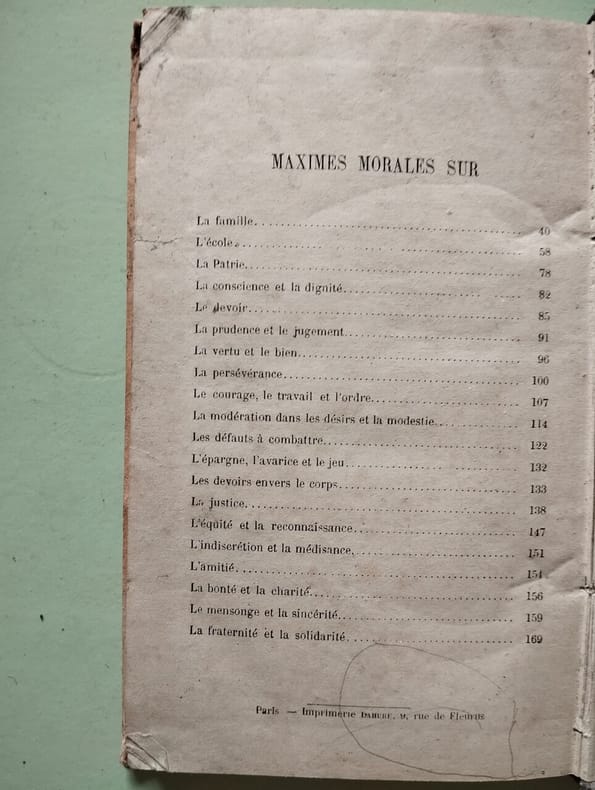 MAXIMES MORALES SUR
La famille........ 40
L'école........ 58
La Patrie........ 78
La conscience et la dignité........ 82
Le devoir........ 85
La prudence et le jugement........ 91
La vertu et le bien........ 96
La persévérance........ 100
Le courage, le travail et l'ordre........ 107
La modération dans les désirs et la modestie........ 114
Les défauts à combattre........ 122
L'épargne, l'avarice et le jeu........ 132
Les devoirs envers le corps........ 133
La justice........ 138
L'équité et la reconnaissance........ 147
L'indiscrétion et la médisance........ 151
L'amitié........ 154
La bonté et la charité........ 156
Le mensonge et la sincérité........ 159
La fraternité et la solidarité........ 169
Paris — Imprimerie LAHURE, 9, rue de Fleurus